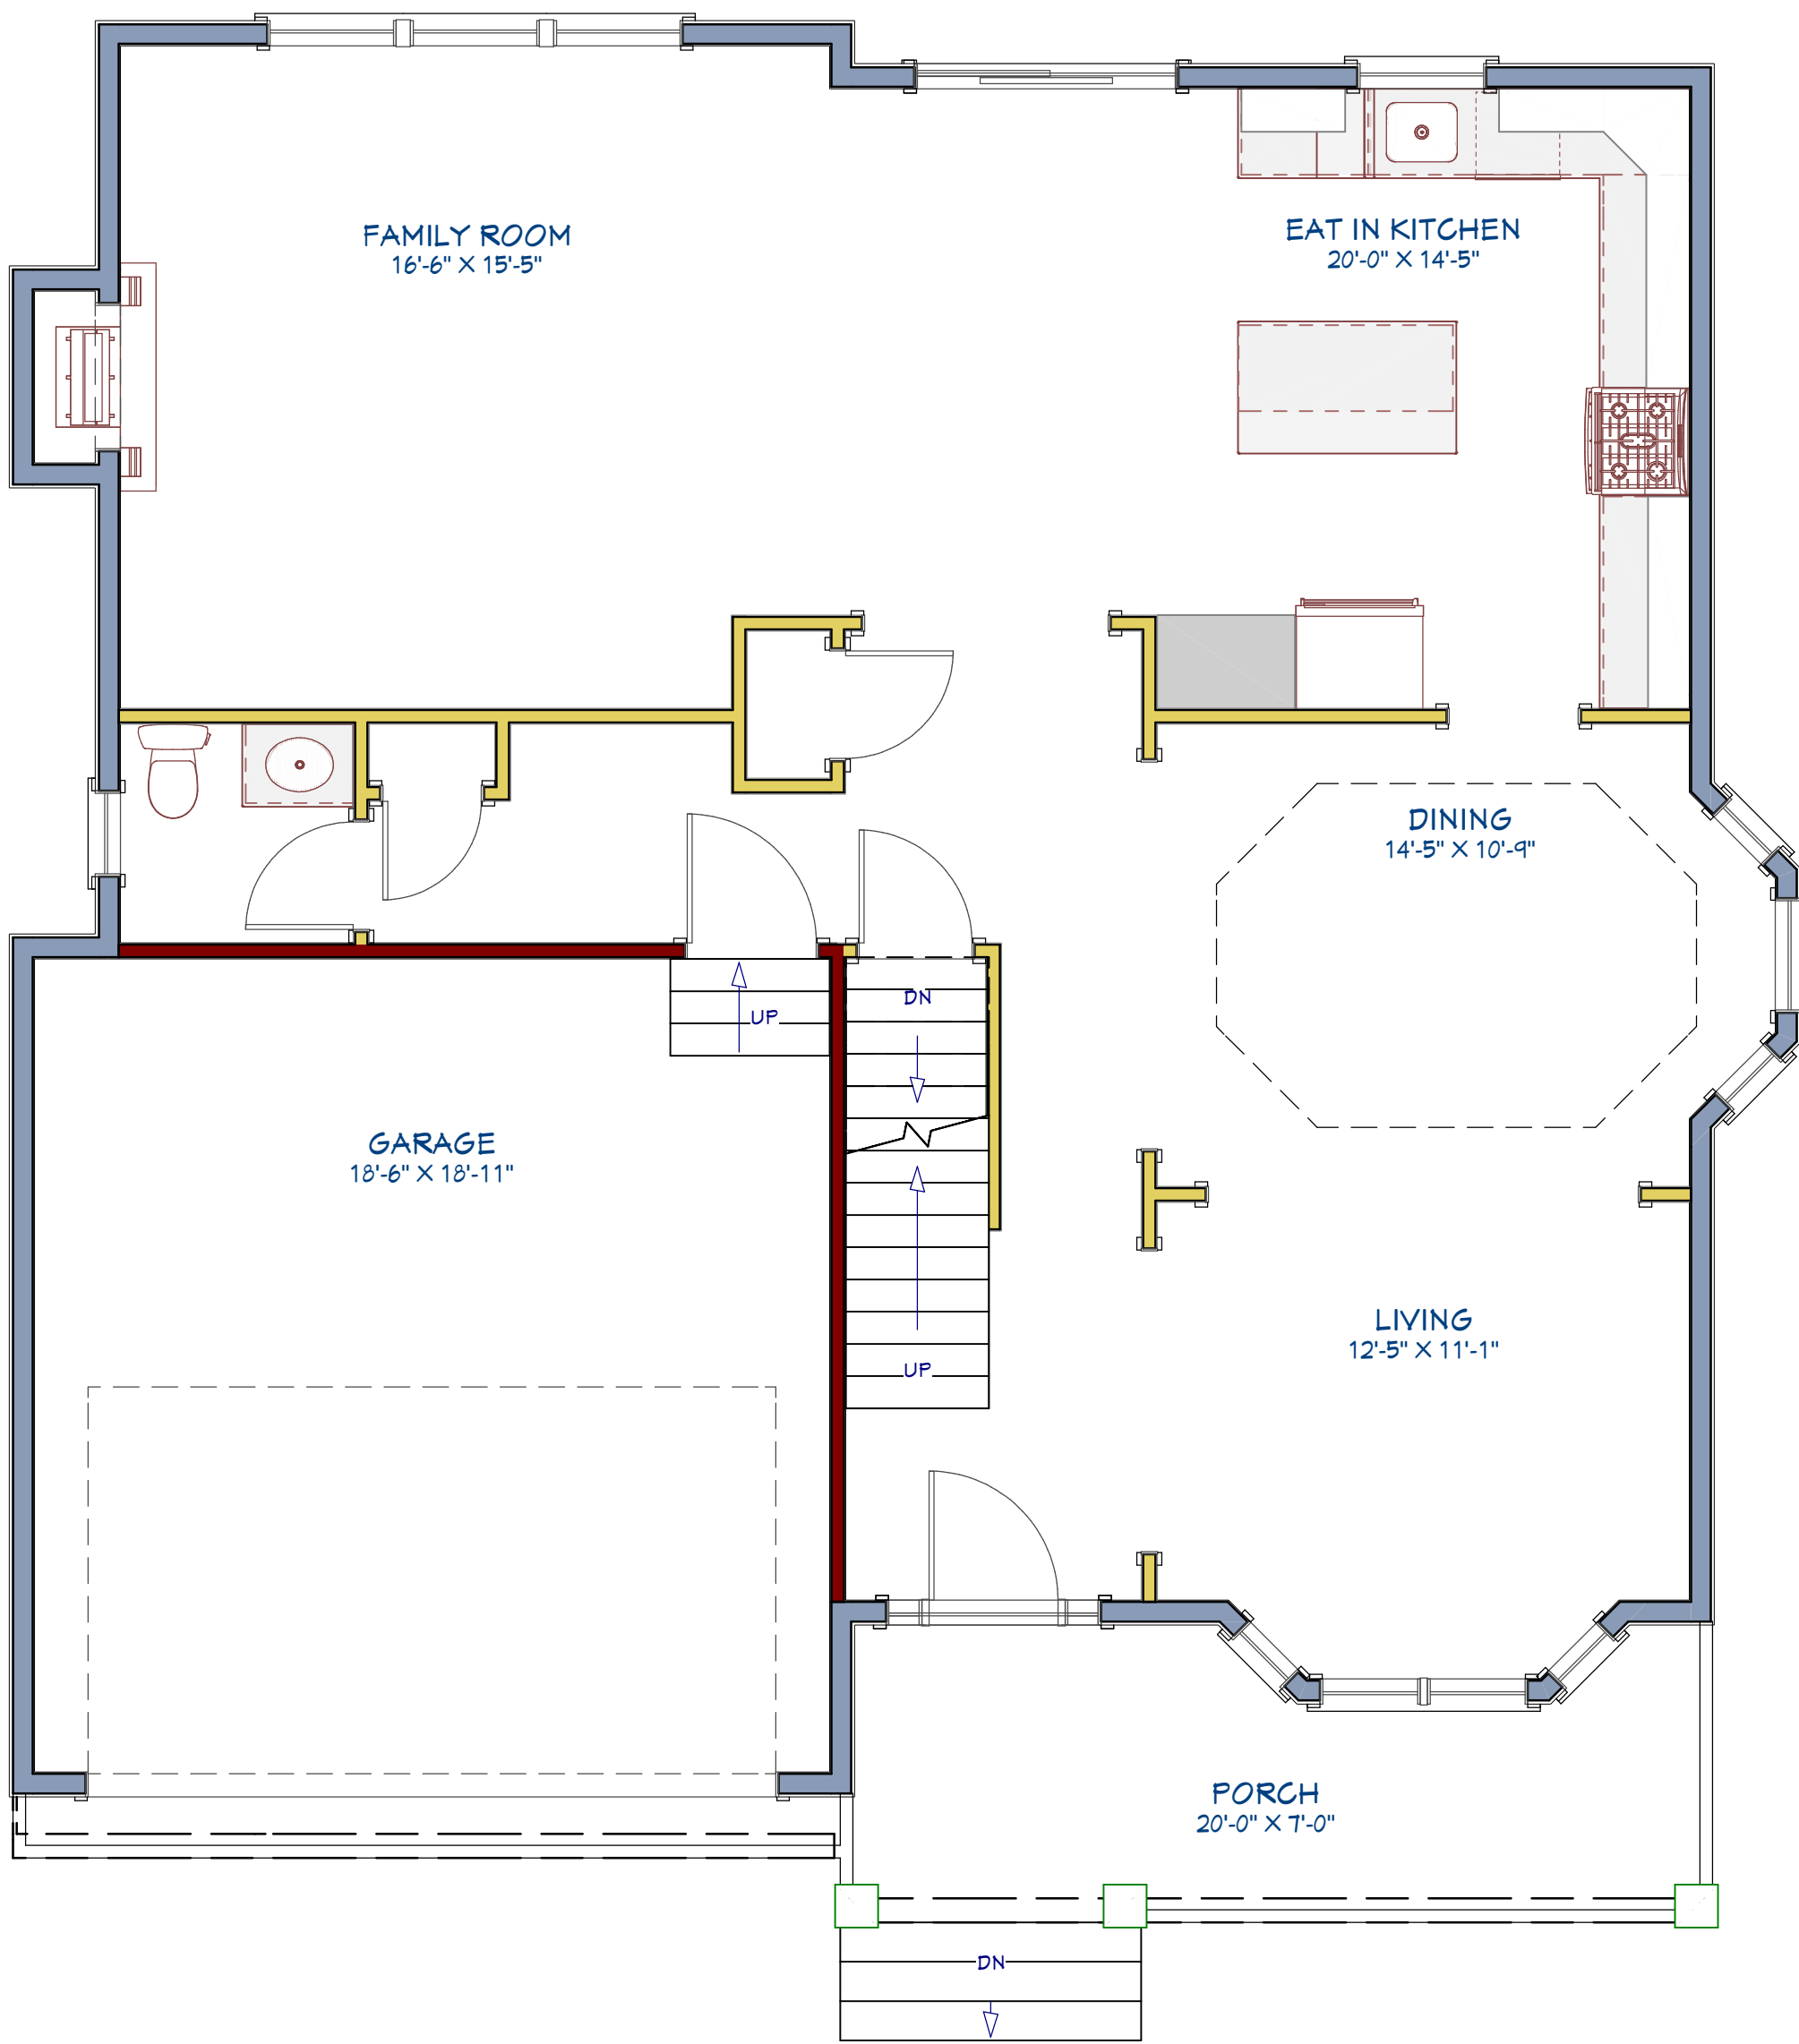 FAMILY ROOM
16'-6" X 15'-5"
EAT IN KITCHEN
20'-0" X 14'-5"
DINING
14'-5" X 10'-9"
DN
UP
GARAGE
18'-6" X 18'-11"
LIVING
12'-5" X 11'-1"
UP
PORCH
20'-0" X 7'-0"
DN